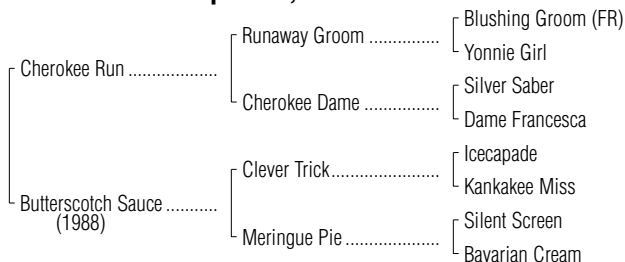 Blushing Groom (FR)
Runaway Groom ...............
Yonnie Girl
Cherokee Run ...................
Silver Saber
Cherokee Dame ................
Dame Francesca
Icecapade
Clever Trick.......................
Kankakee Miss
Butterscotch Sauce ...........
(1988)
Silent Screen
Meringue Pie ....................
Bavarian Cream